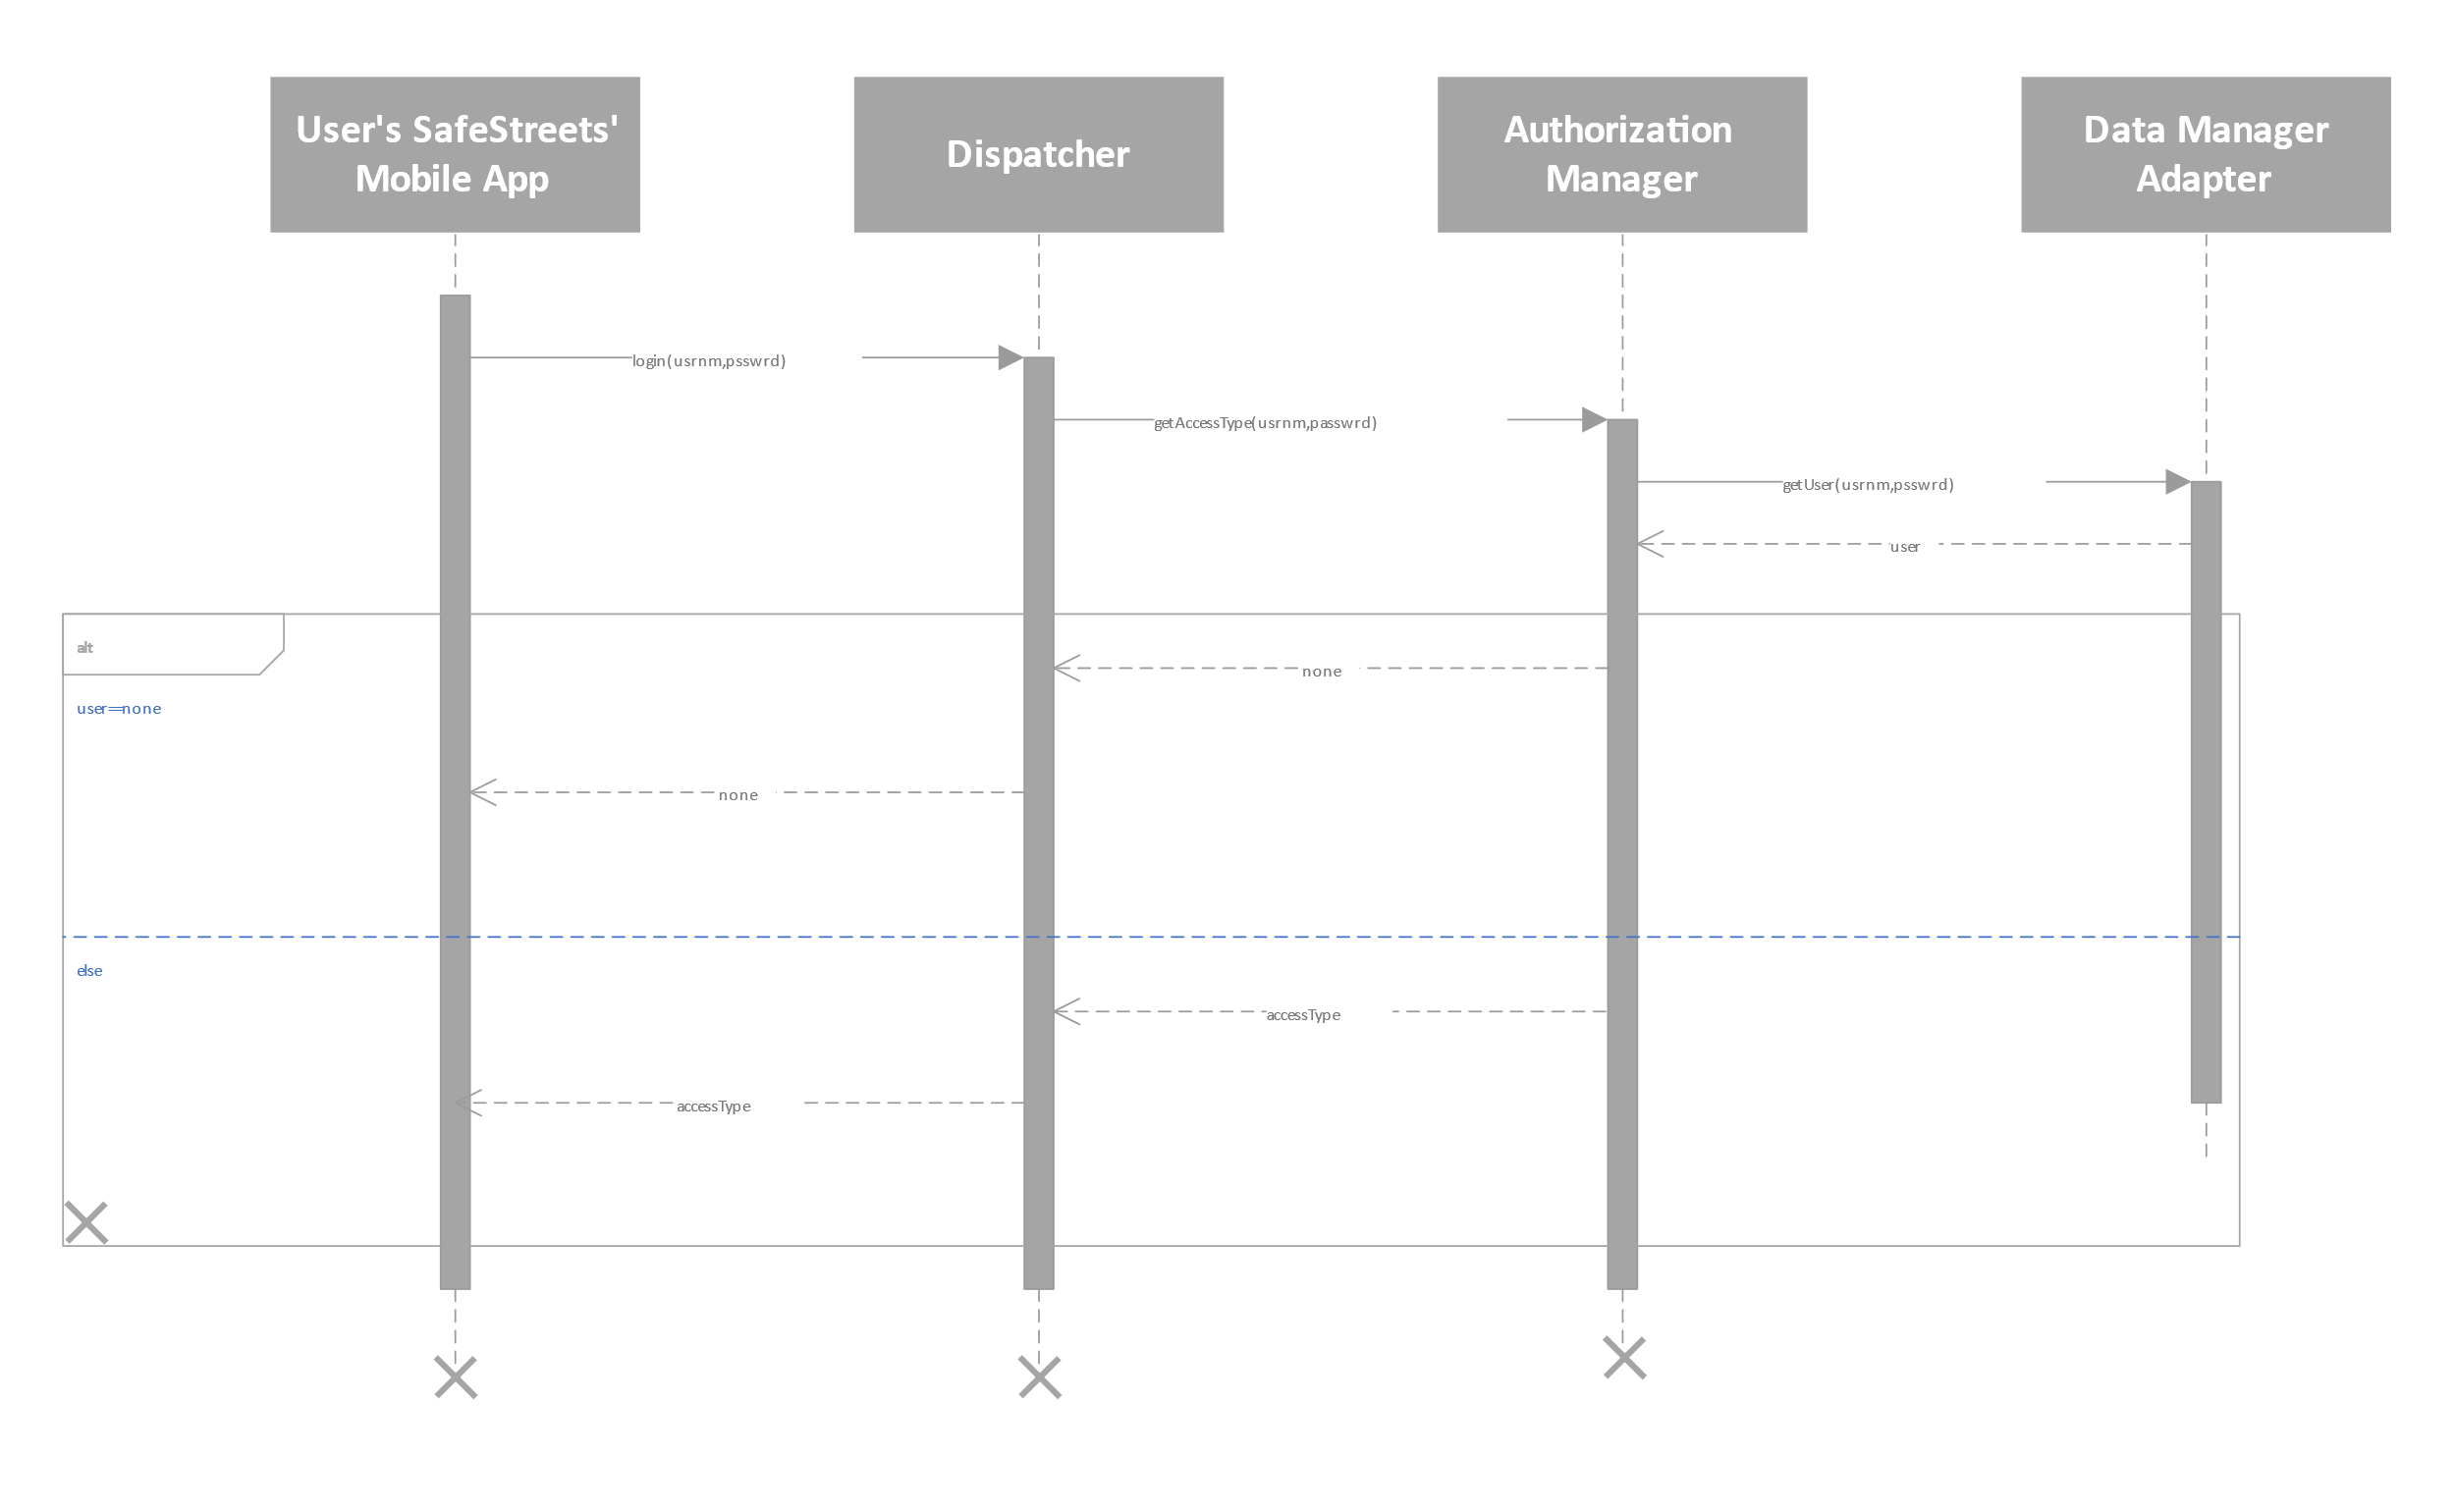 User's SafeStreets'
Mobile App
Dispatcher
Authorization
Manager
Data Manager
Adapter
login(usrnm,psswrd)
getAccessType(usrnm,passwrd)
getUser(usrnm,psswrd)
user
alt
none
user==none
none
else
accessType
accessType